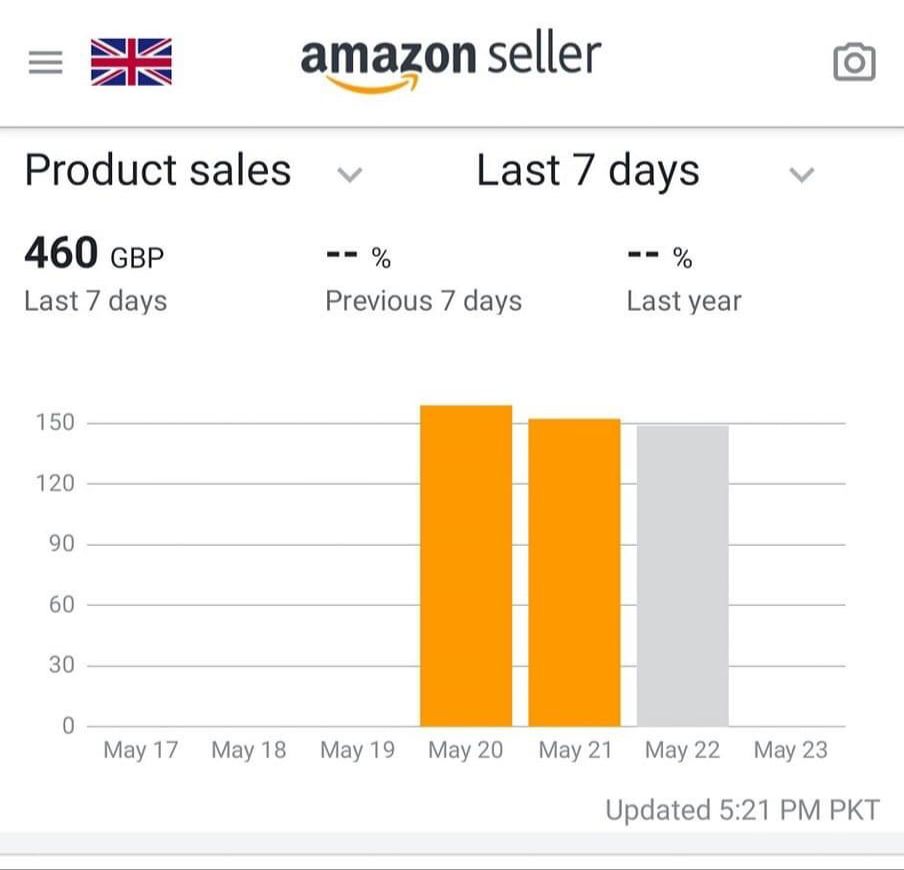 amazon seller
Product sales Last 7 days
460 GBP -- % -- %
Last 7 days Previous 7 days Last year
150
120
90
60
30
0
May 17 May 18 May 19 May 20 May 21 May 22 May 23
Updated 5:21 PM PKT